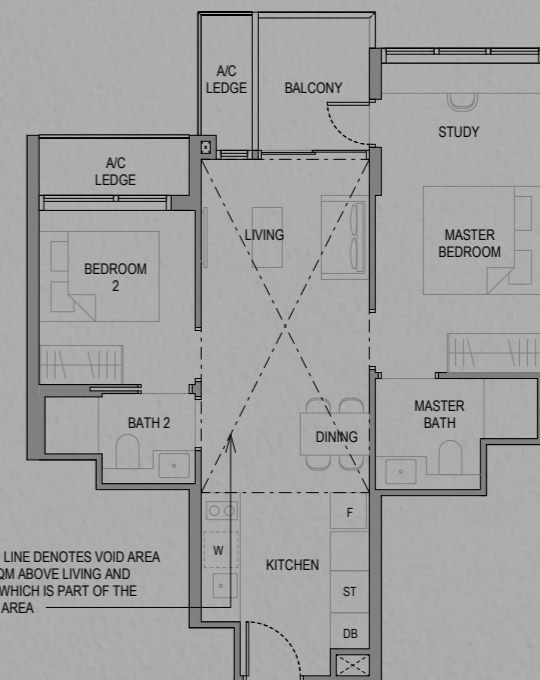 A/C
LEDGE
BALCONY
STUDY
A/C
LEDGE
LIVING
MASTER
BEDROOM
BEDROOM
2
BATH 2
MASTER
BATH
DINING
F
W
KITCHEN
ST
DB
LINE DENOTES VOID AREA
QM ABOVE LIVING AND
WHICH IS PART OF THE
AREA